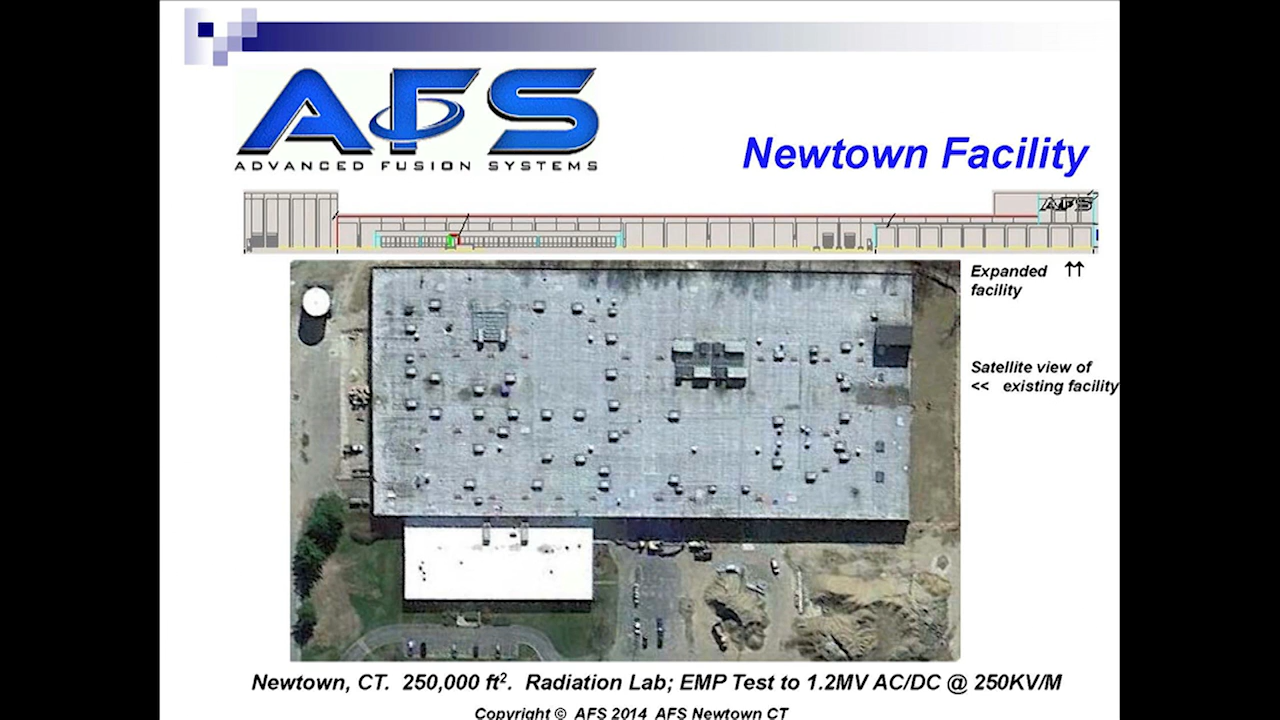 AFS
ADVANCED FUSION SYSTEMS
Newtown Facility
AFS
Expanded ↑↑
facility
Satellite view of
<< existing facility
Newtown, CT. 250,000 ft². Radiation Lab; EMP Test to 1.2MV AC/DC @ 250KV/M
Copyright © AFS 2014 AFS Newtown CT